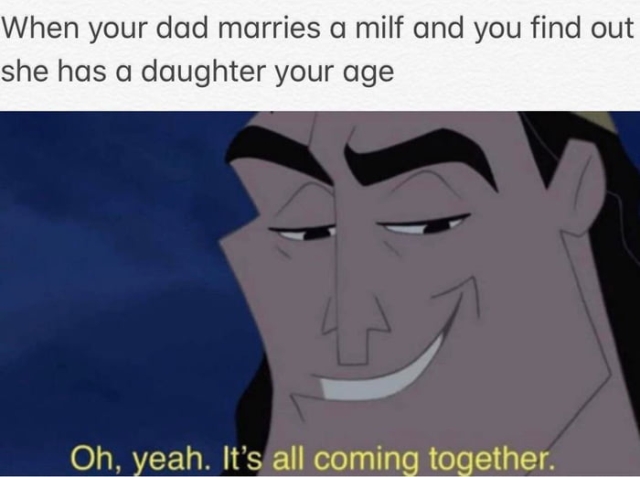 When your dad marries a milf and you find out
she has a daughter your age
Oh, yeah. It's all coming together.